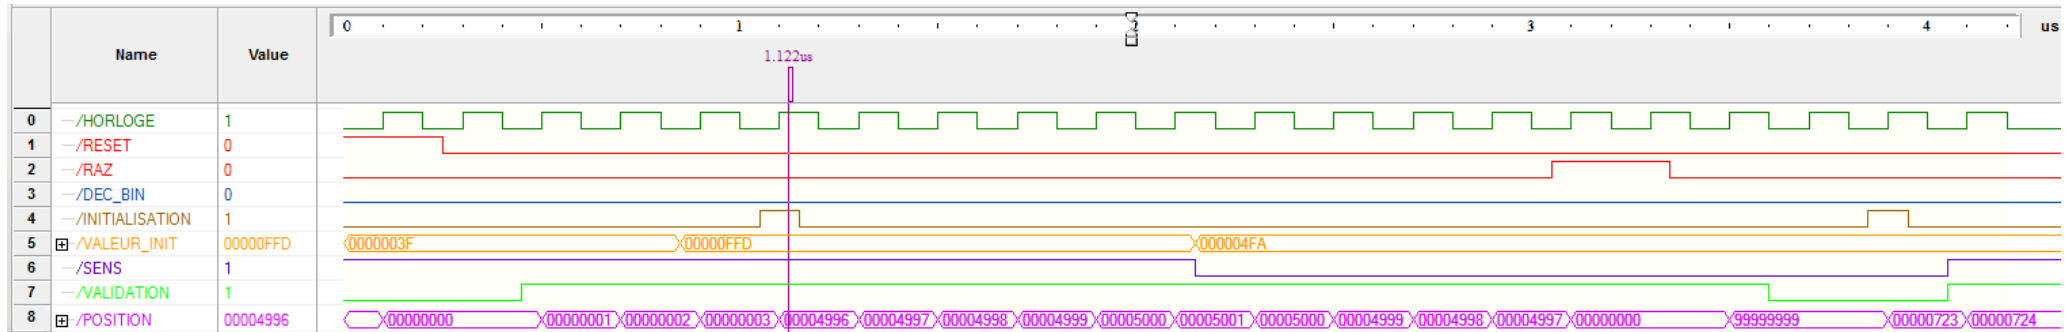 0 1 2 3 4 us
Name Value 1.122us
0 /HORLOGE 1
1 /RESET 0
2 /RAZ 0
3 /DEC_BIN 0
4 /INITIALISATION 1
5 /VALEUR_INIT 00000FFD 0000003F 00000FFD 000004FA
6 /SENS 1
7 /VALIDATION 1
8 /POSITION 00004996 00000000 00000001 00000002 00000003 00004996 00004997 00004998 00004999 00005000 00005001 00005000 00004999 00004998 00004997 00000000 99999999 00000723 00000724